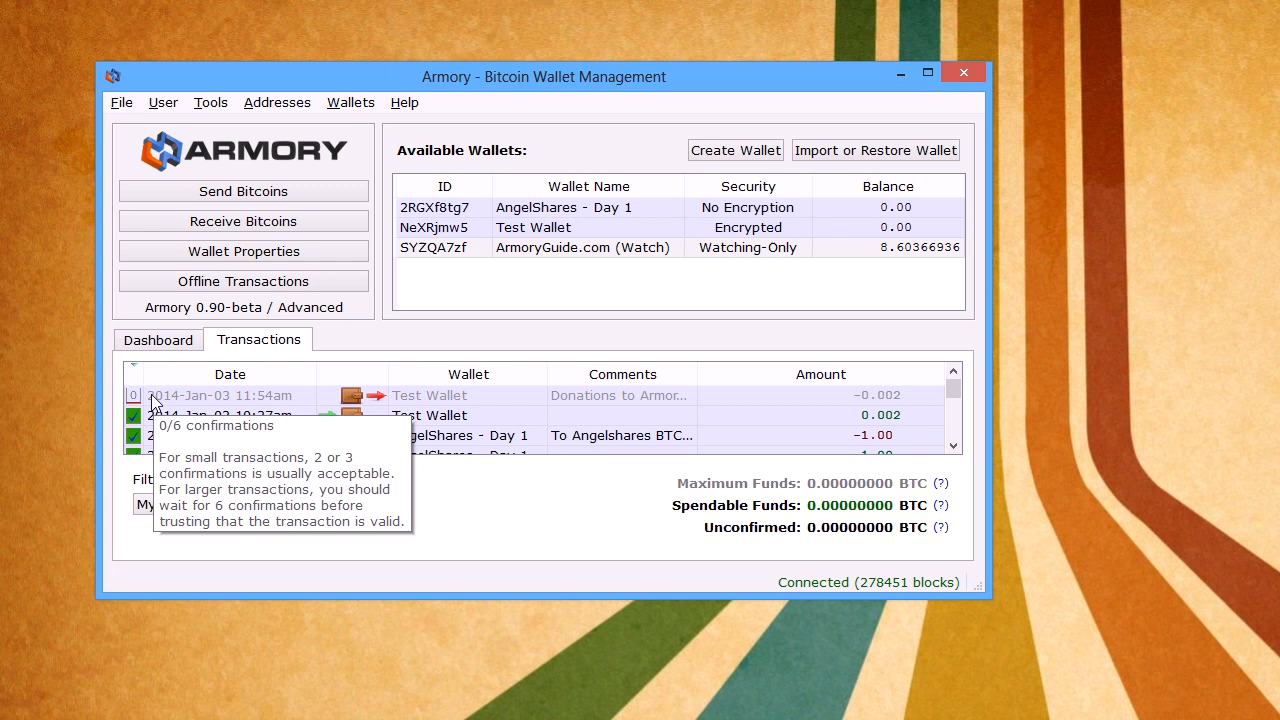 Armory - Bitcoin Wallet Management
File User Tools Addresses Wallets Help
ARMORY
Send Bitcoins
Receive Bitcoins
Wallet Properties
Offline Transactions
Armory 0.90-beta / Advanced
Available Wallets:
Create Wallet
Import or Restore Wallet
ID Wallet Name Security Balance
2RGXf8tg7 AngelShares - Day 1 No Encryption 0.00
NeXRjmw5 Test Wallet Encrypted 0.00
SYZQA7zf ArmoryGuide.com (Watch) Watching-Only 8.60366936
Dashboard Transactions
Date Wallet Comments Amount
0 2014-Jan-03 11:54am Test Wallet Donations to Armor... -0.002
Test Wallet 0.002
gelShares - Day 1 To Angelshares BTC... -1.00
0/6 confirmations
For small transactions, 2 or 3
confirmations is usually acceptable.
For larger transactions, you should
wait for 6 confirmations before
trusting that the transaction is valid.
Filt
My
Maximum Funds: 0.00000000 BTC (?)
Spendable Funds: 0.00000000 BTC (?)
Unconfirmed: 0.00000000 BTC (?)
Connected (278451 blocks)